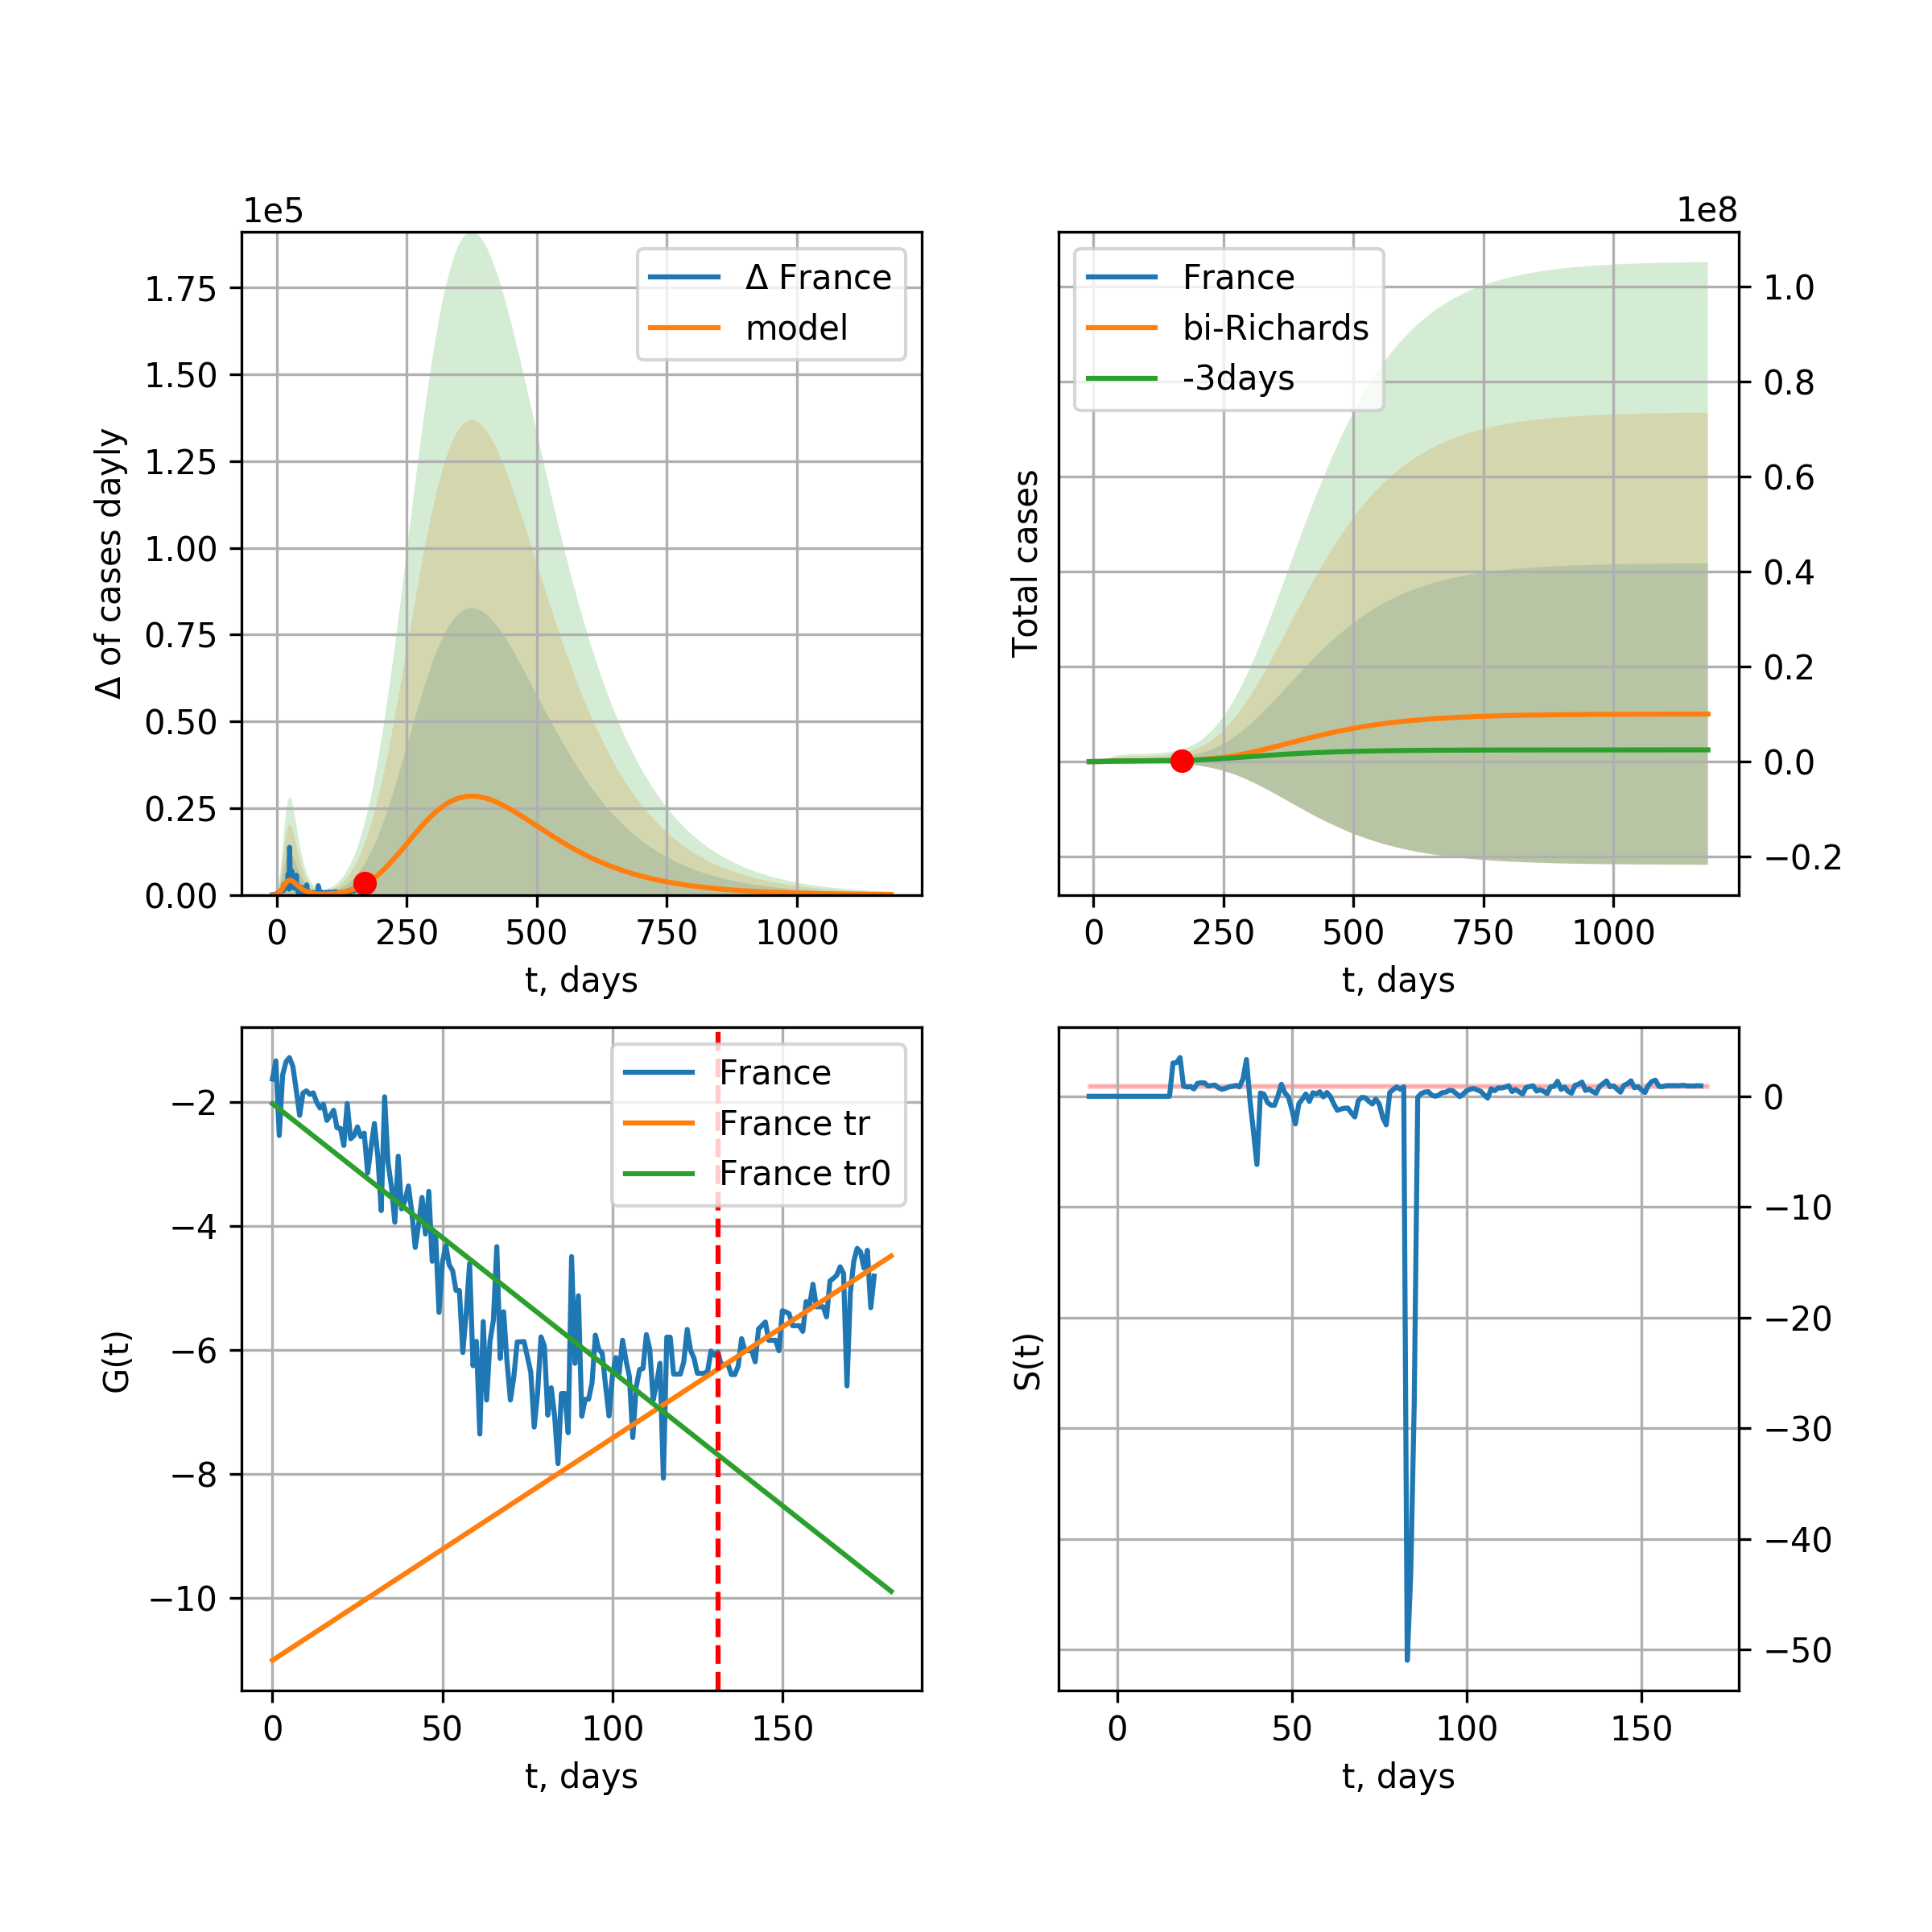 1e5
Δ of cases dayly
1.75
1.50
1.25
1.00
0.75
0.50
0.25
0.00
0 250 500 750 1000
t, days
Δ France
model
1e8
Total cases
1.0
0.8
0.6
0.4
0.2
0.0
−0.2
0 250 500 750 1000
t, days
France
bi-Richards
-3days
G(t)
−2
−4
−6
−8
−10
0 50 100 150
t, days
France
France tr
France tr0
S(t)
0
−10
−20
−30
−40
−50
0 50 100 150
t, days